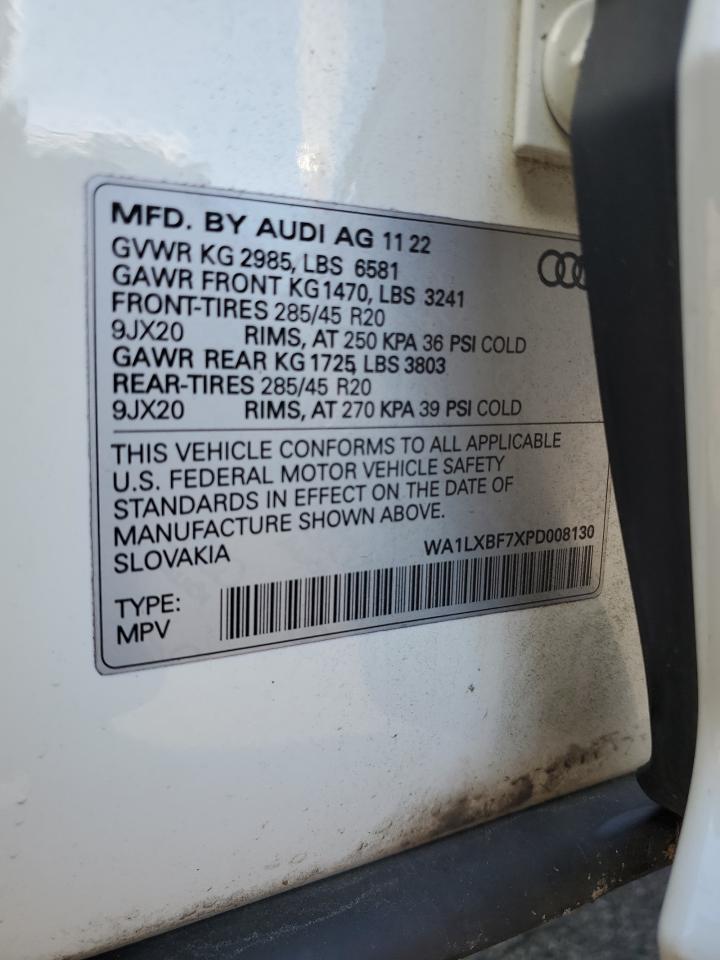 MFD. BY AUDI AG 11 22
GVWR KG 2985, LBS 6581
GAWR FRONT KG1470, LBS 3241
FRONT-TIRES 285/45 R20
9JX20 RIMS, AT 250 KPA 36 PSI COLD
GAWR REAR KG 1725, LBS 3803
REAR-TIRES 285/45 R20
9JX20 RIMS, AT 270 KPA 39 PSI COLD
THIS VEHICLE CONFORMS TO ALL APPLICABLE
U.S. FEDERAL MOTOR VEHICLE SAFETY
STANDARDS IN EFFECT ON THE DATE OF
MANUFACTURE SHOWN ABOVE.
SLOVAKIA WA1LXBF7XPD008130
TYPE:
MPV